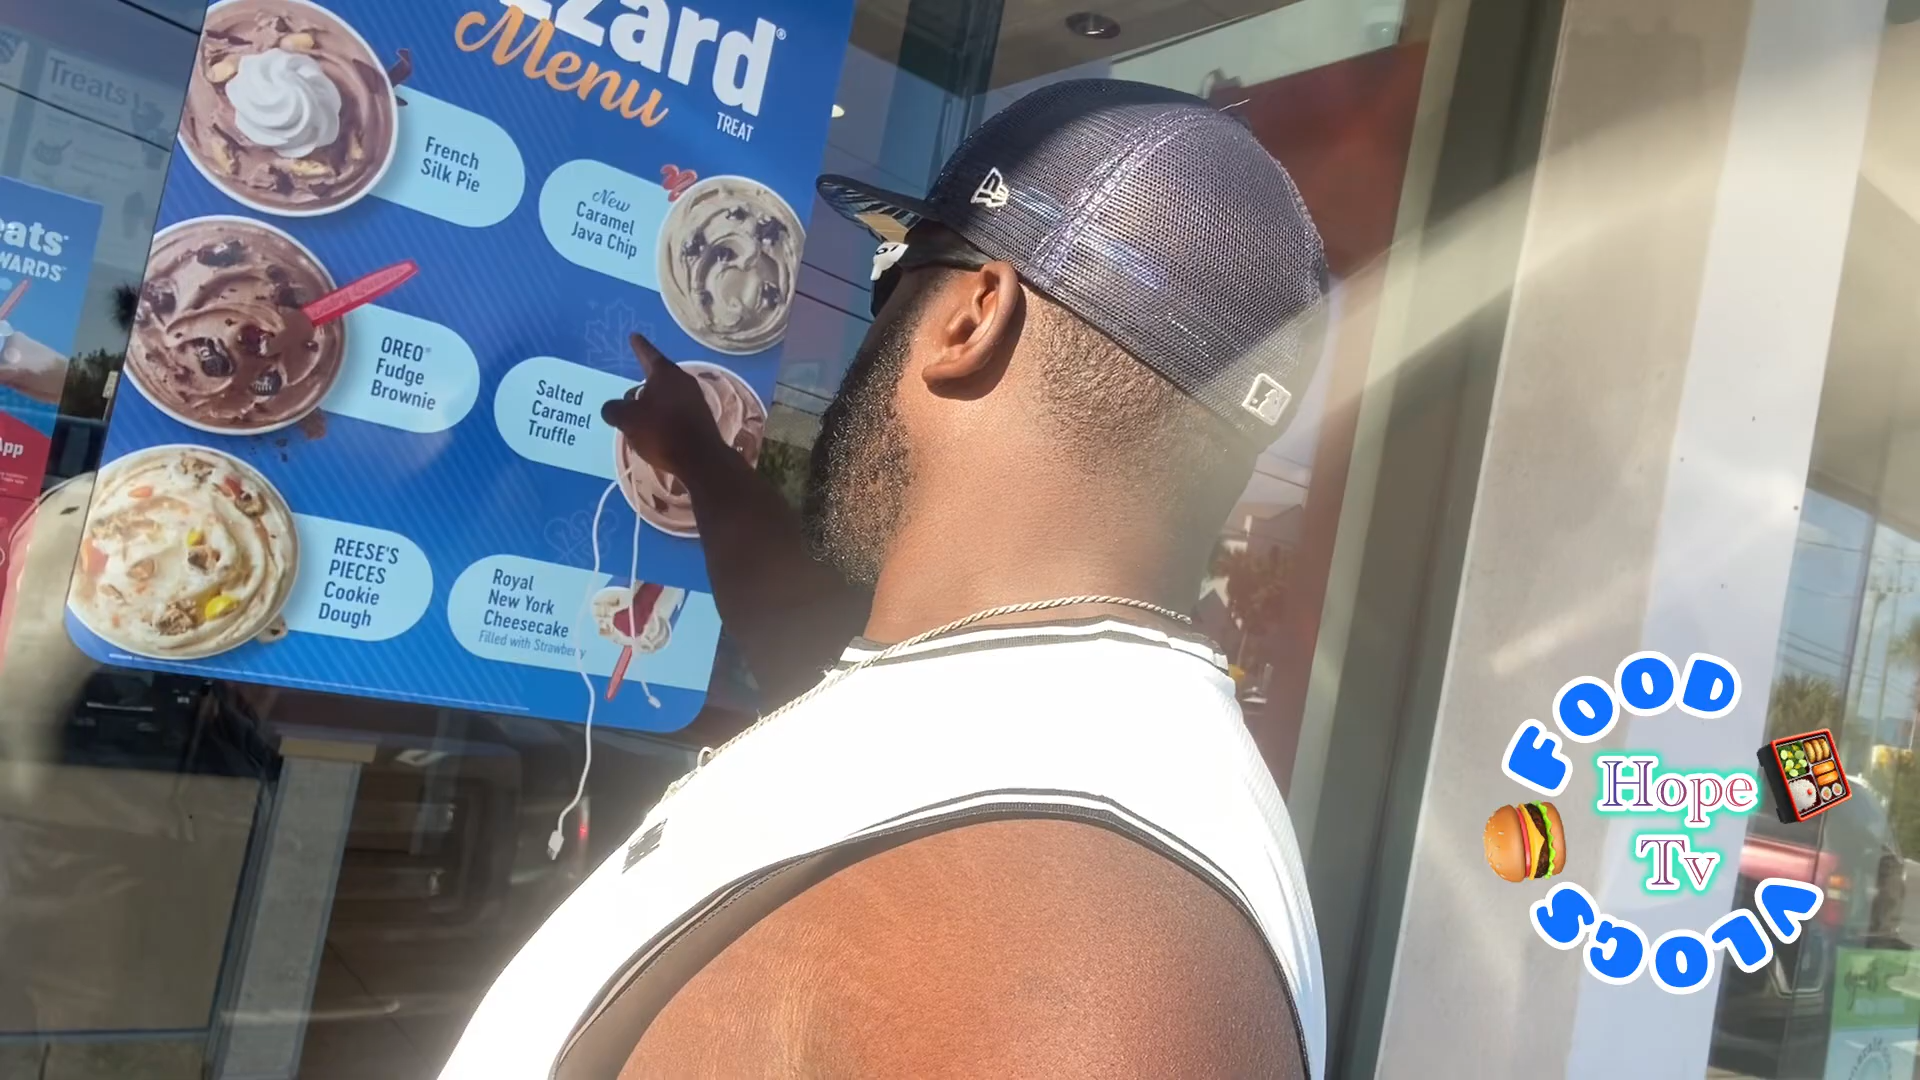 zzard®
Menu
TREAT
Treats
French
Silk Pie
New
Caramel
Java Chip
eats
WARDS
OREO®
Fudge
Brownie
Salted
Caramel
Truffle
App
REESE'S
PIECES
Cookie
Dough
Royal
New York
Cheesecake
Filled with Strawberry
FOOD
Hope
Tv
VLOGS